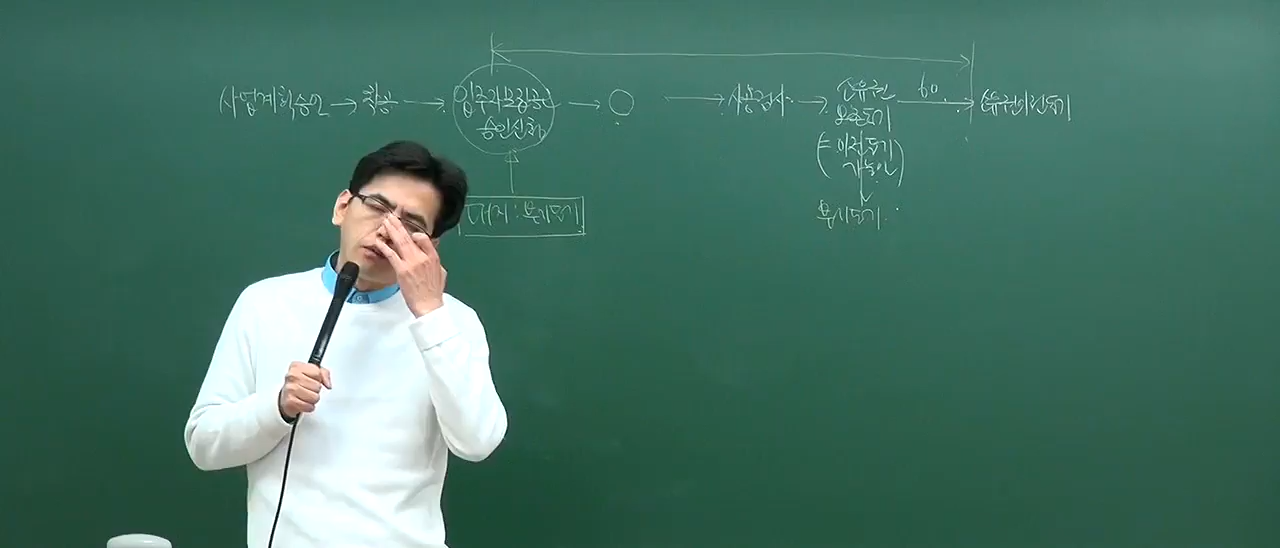 사업계획승인 → 착공 → 입주자모집공고 → ○ → 사용검사 → 소유권 60. → 소유권이전등기
승인신청
보존등기
(=이전등기
가능일)
대지: 부기등기
부기등기.